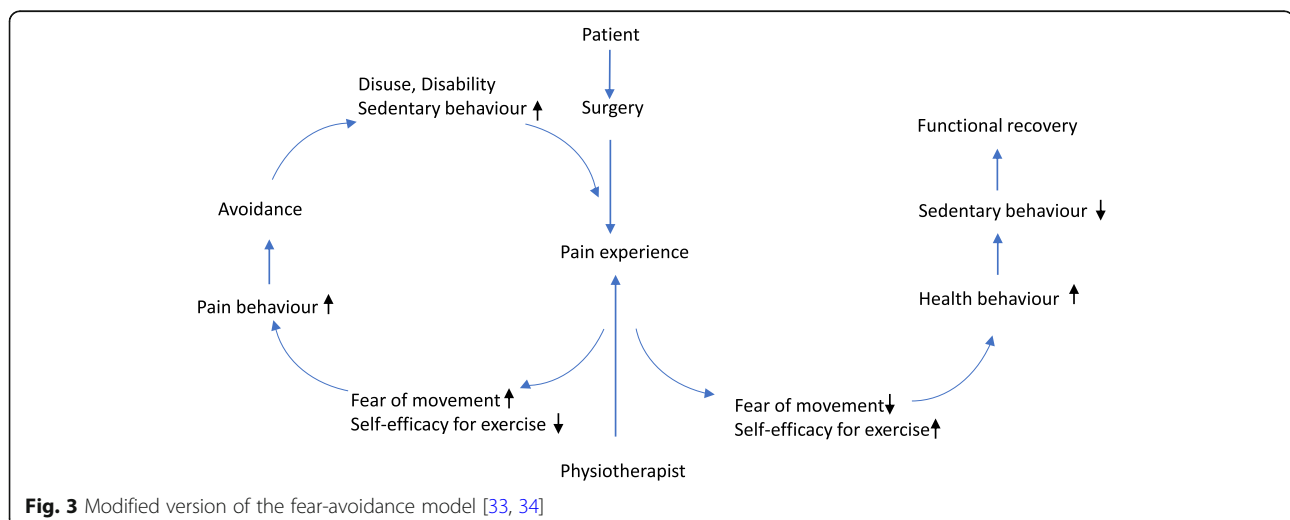 Patient
Disuse, Disability
Sedentary behaviour ↑
Surgery
Functional recovery
Avoidance
Sedentary behaviour ↓
Pain experience
Pain behaviour ↑
Health behaviour ↑
Fear of movement ↑
Self-efficacy for exercise ↓
Fear of movement↓
Self-efficacy for exercise↑
Physiotherapist
Fig. 3 Modified version of the fear-avoidance model [33, 34]